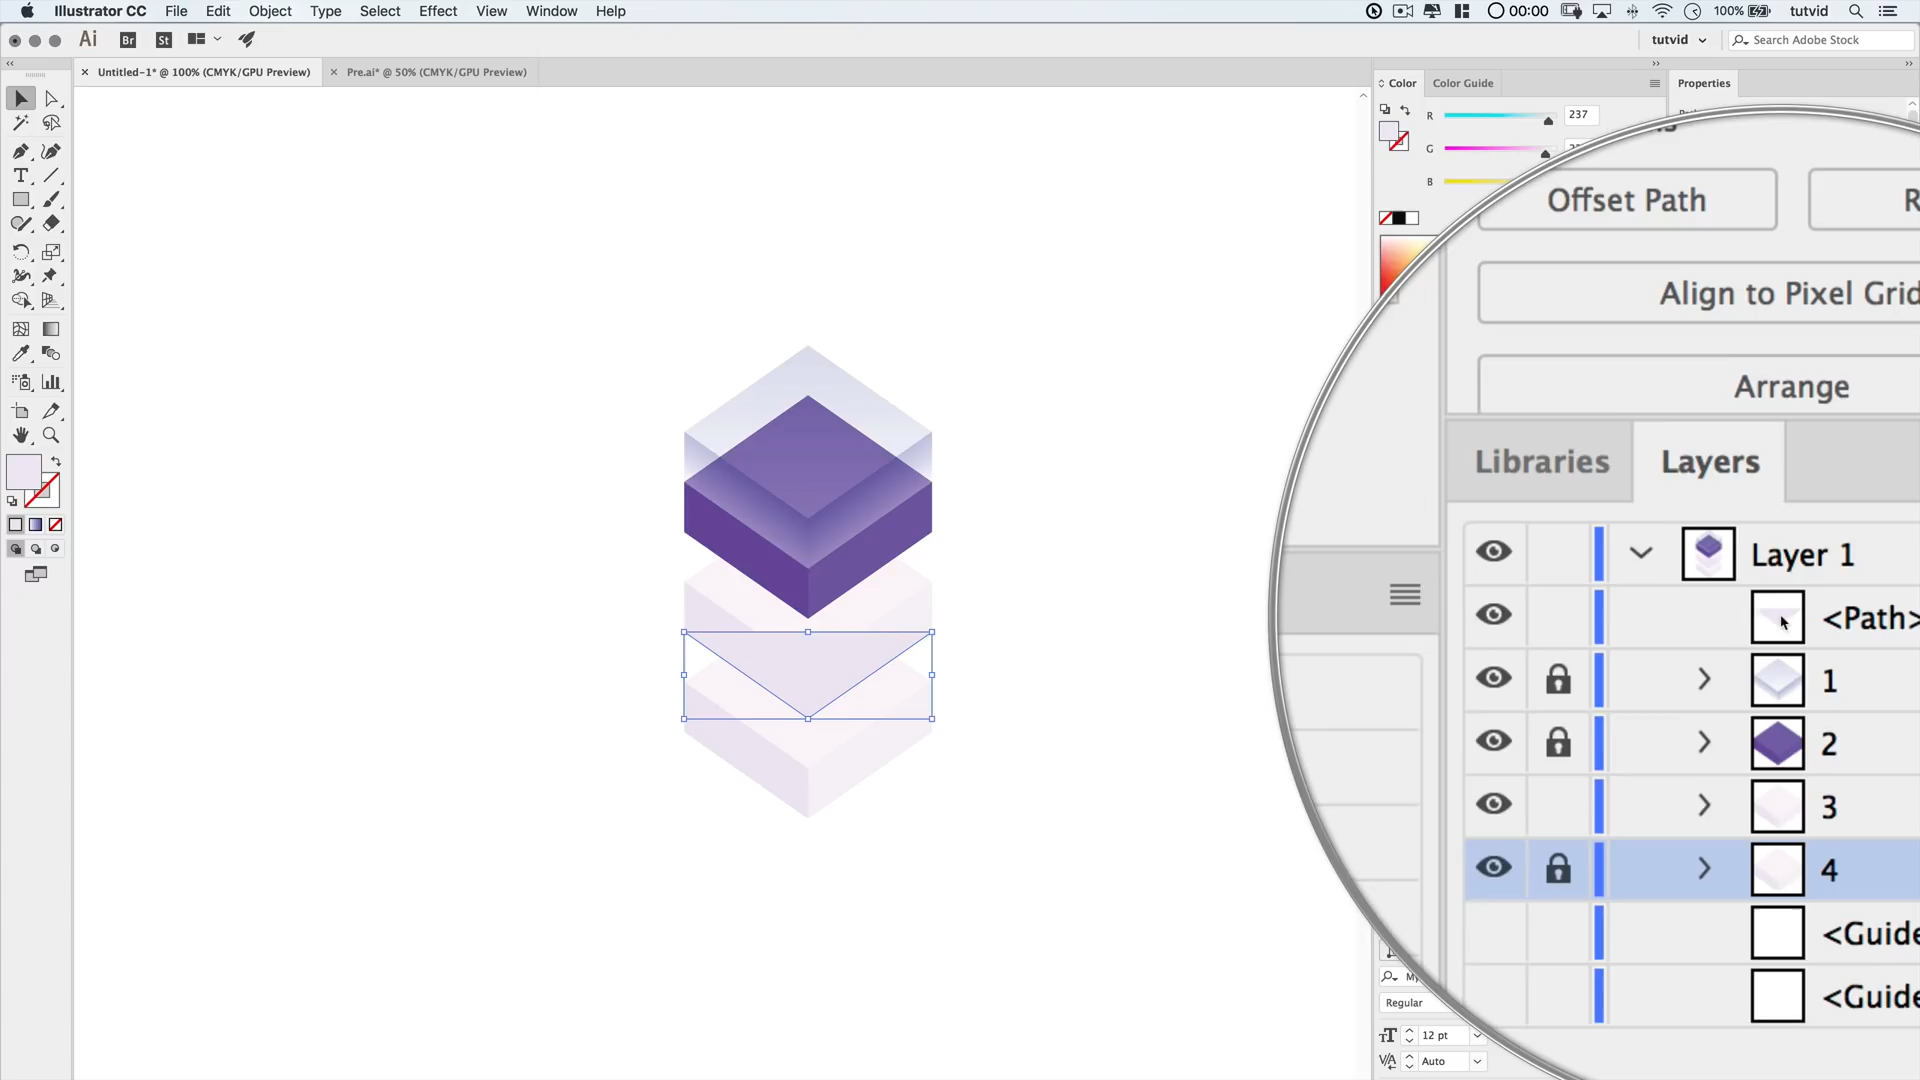 Illustrator CC File Edit Object Type Select Effect View Window Help 00:00 100% tutvid
Ai Br St tutvid Search Adobe Stock
Untitled-1* @ 100% (CMYK/GPU Preview) Pre.ai* @ 50% (CMYK/GPU Preview)
Color Color Guide Properties
R 237
G
B
Offset Path R
Align to Pixel Grid
Arrange
Libraries Layers
Layer 1
<Path>
1
2
3
4
<Guide
<Guide
My
Regular
12 pt
Auto